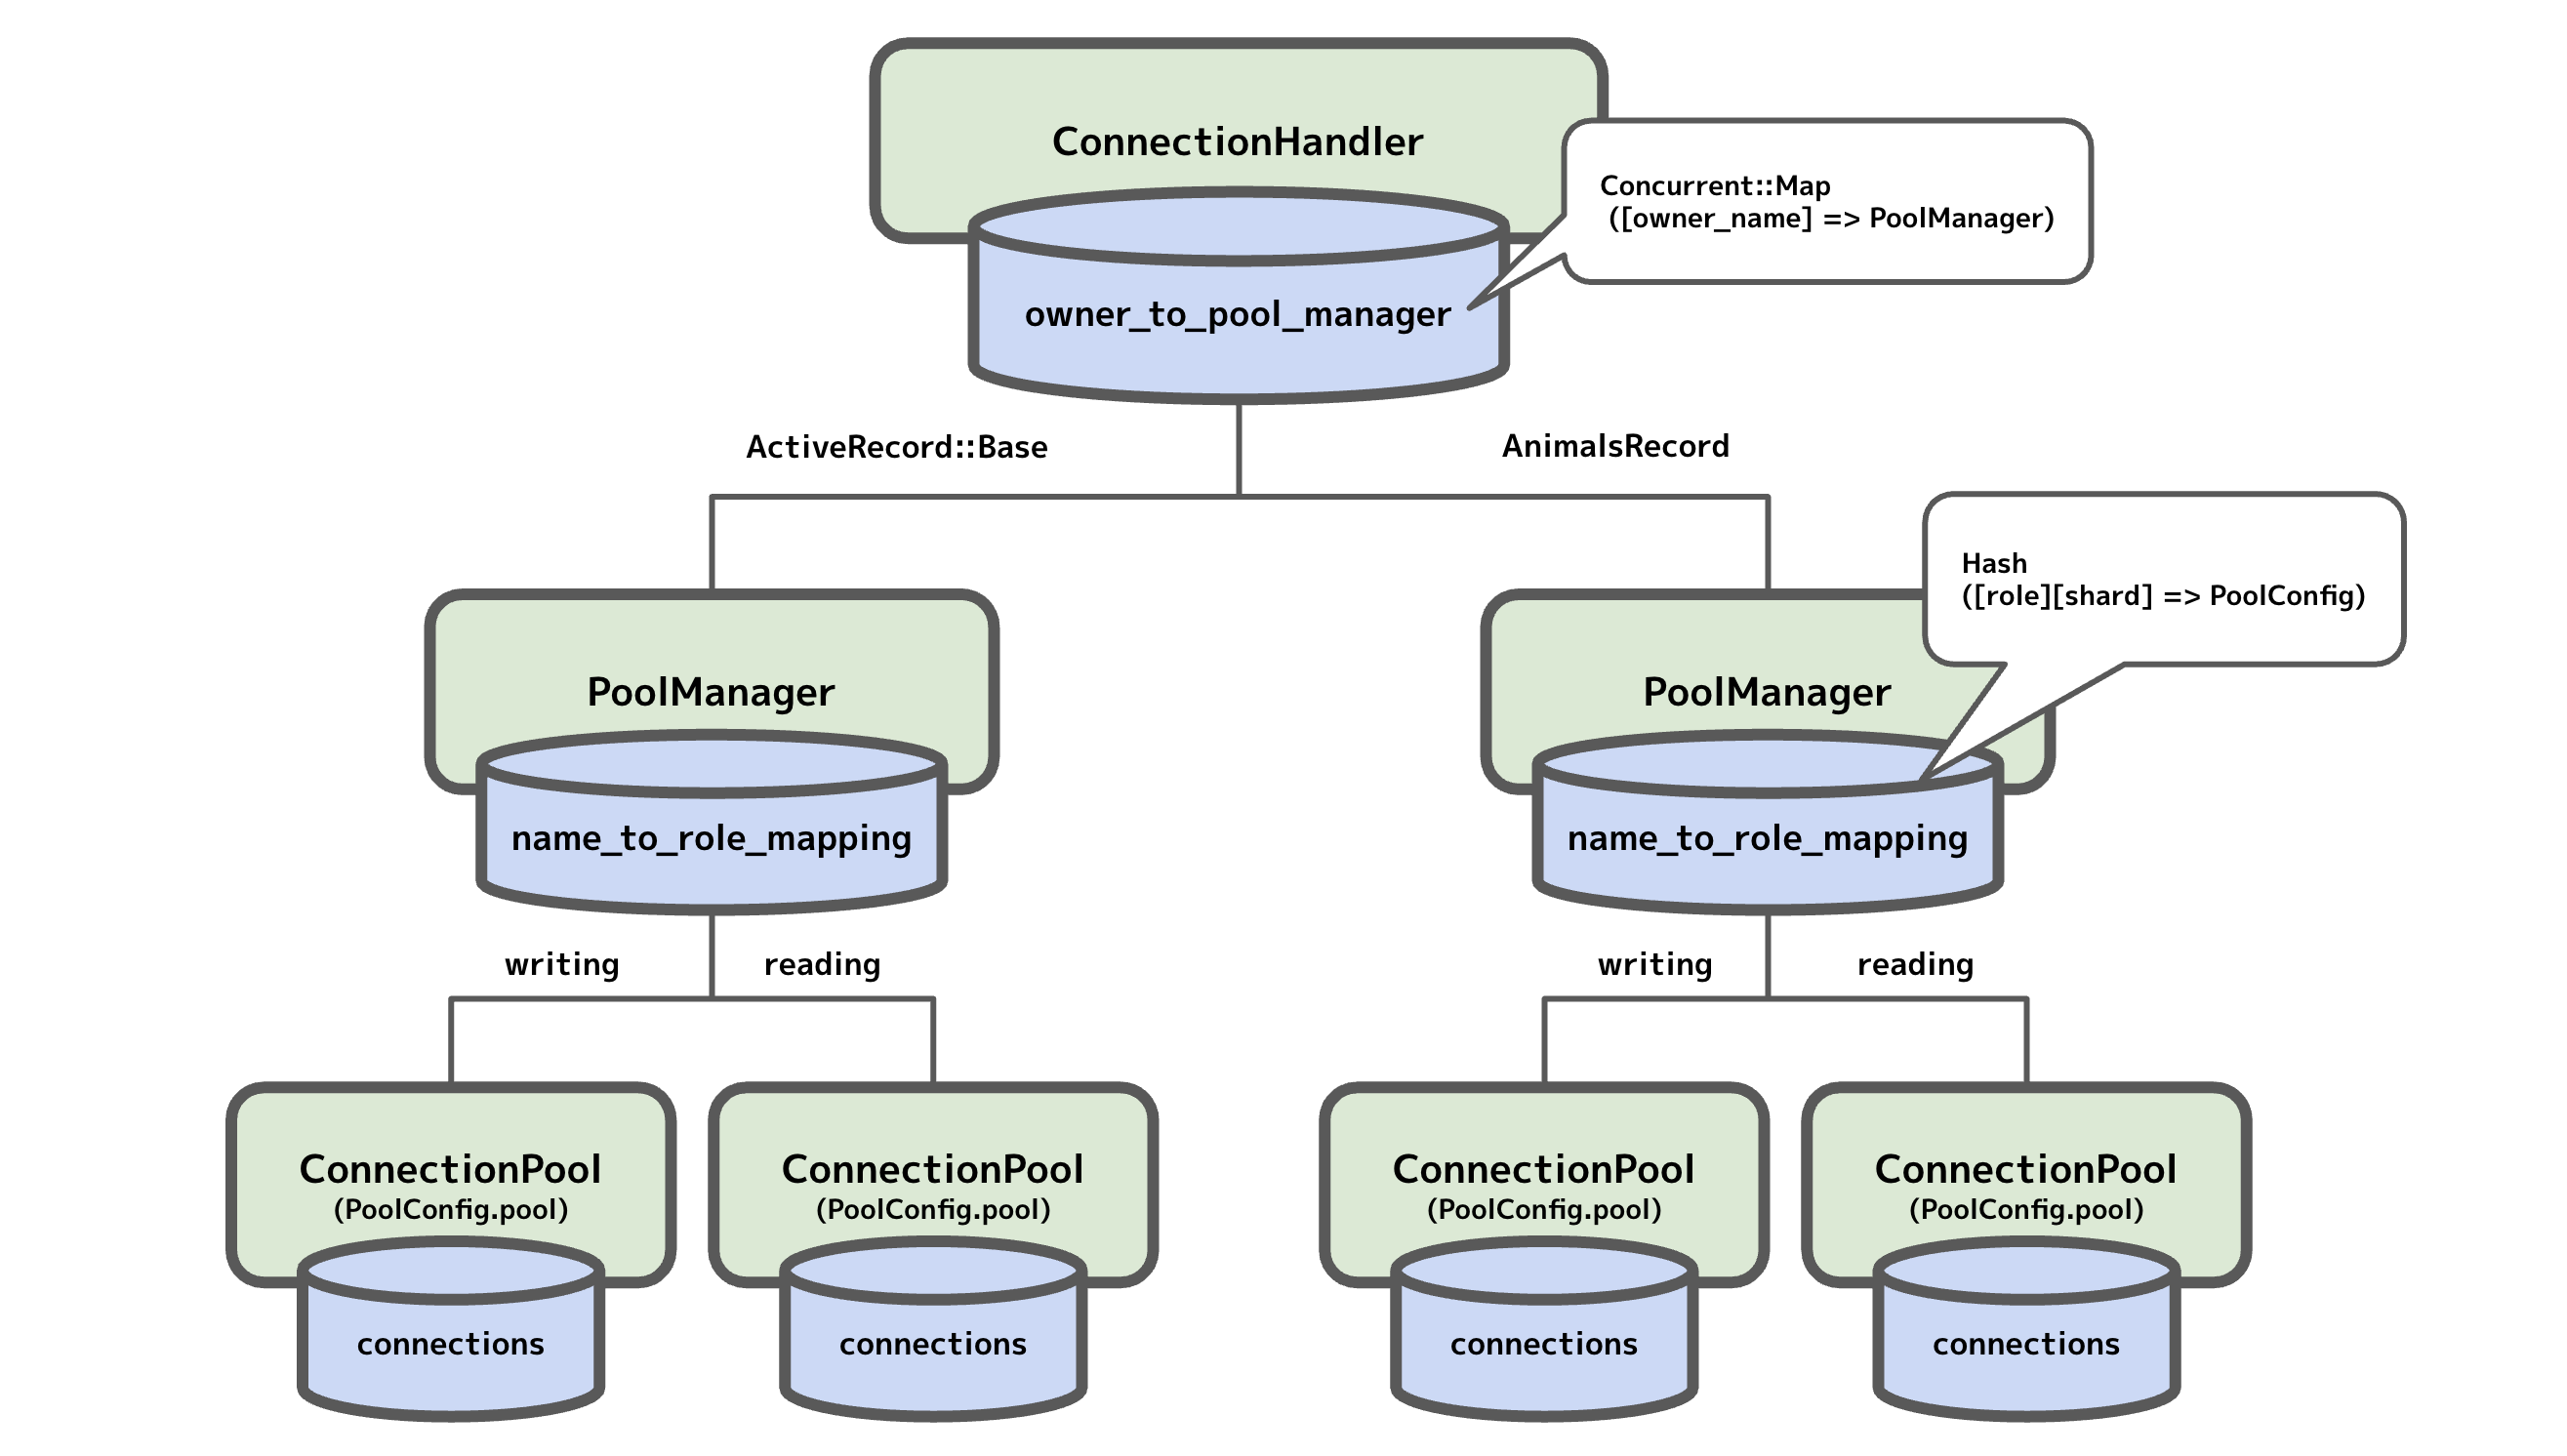 ConnectionHandler
Concurrent::Map
([owner_name] => PoolManager)
owner_to_pool_manager
ActiveRecord::Base
AnimalsRecord
Hash
([role][shard] => PoolConfig)
PoolManager
PoolManager
name_to_role_mapping
name_to_role_mapping
writing
reading
writing
reading
ConnectionPool
(PoolConfig.pool)
ConnectionPool
(PoolConfig.pool)
ConnectionPool
(PoolConfig.pool)
ConnectionPool
(PoolConfig.pool)
connections
connections
connections
connections